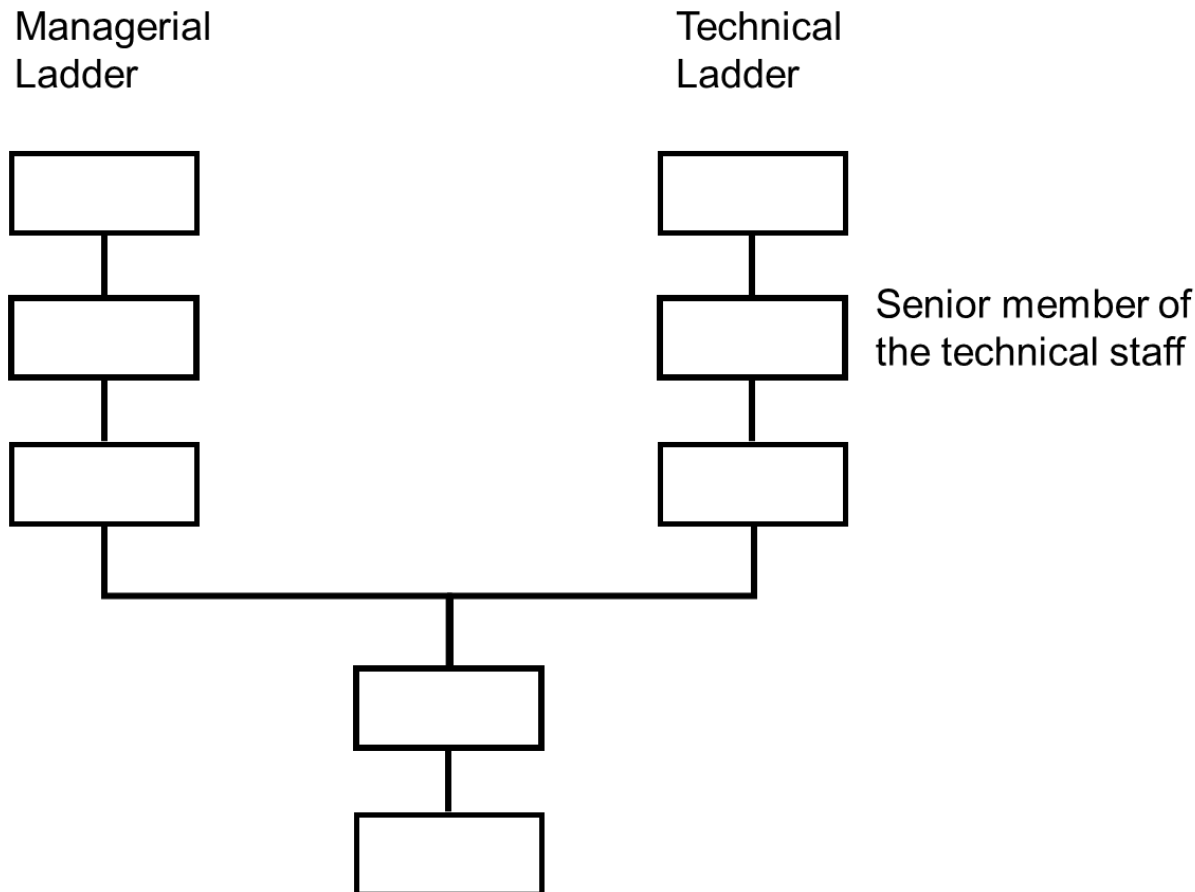 Managerial
Ladder
Technical
Ladder
Senior member of
the technical staff